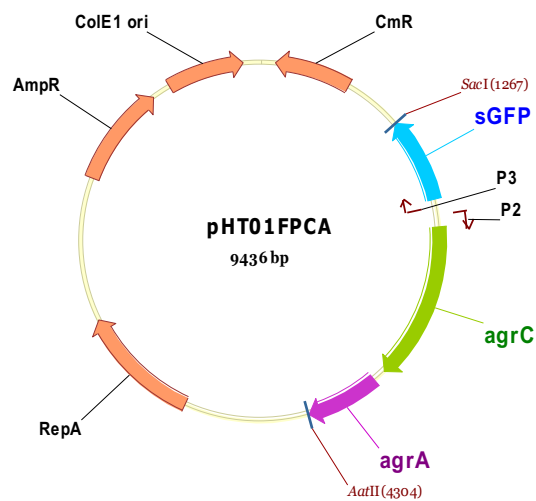 ColE1 ori
CmR
AmpR
SacI(1267)
sGFP
P3
P2
pHT01FPCA
9436 bp
agrC
RepA
agrA
AatII(4304)